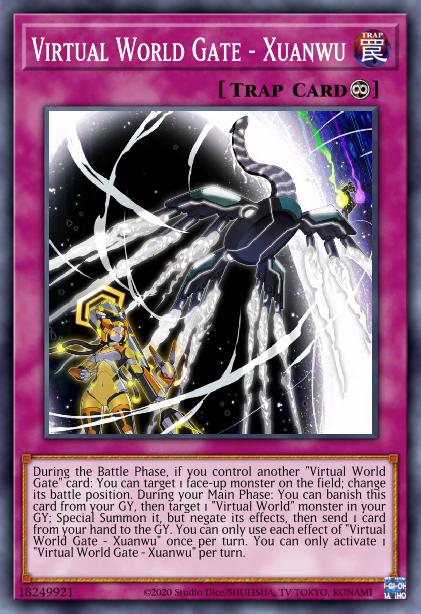 VIRTUAL WORLD GATE - XUANWU
TRAP
罠
[TRAP CARD∞]
During the Battle Phase, if you control another "Virtual World
Gate" card: You can target 1 face-up monster on the field; change
its battle position. During your Main Phase: You can banish this
card from your GY, then target 1 "Virtual World" monster in your
GY; Special Summon it, but negate its effects, then send 1 card
from your hand to the GY. You can only use each effect of "Virtual
World Gate - Xuanwu" once per turn. You can only activate 1
"Virtual World Gate - Xuanwu" per turn.
18249921
©2020 Studio Dice/SHUEISHA, TV TOKYO, KONAMI